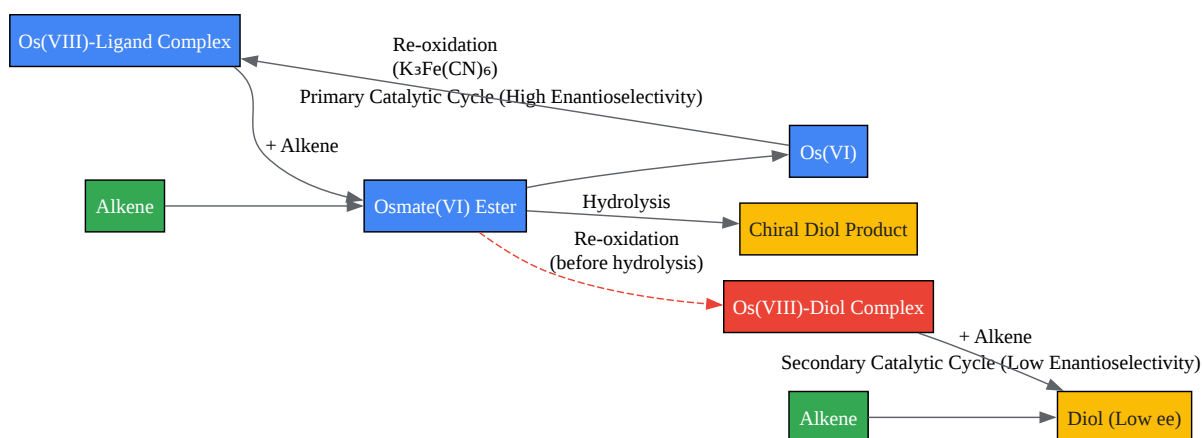 Os(VIII)-Ligand Complex
Re-oxidation
(K₃Fe(CN)₆)
Primary Catalytic Cycle (High Enantioselectivity)
+ Alkene
Os(VI)
Alkene
Osmate(VI) Ester
Hydrolysis
Chiral Diol Product
Re-oxidation
(before hydrolysis)
Os(VIII)-Diol Complex
+ Alkene
Secondary Catalytic Cycle (Low Enantioselectivity)
Alkene
Diol (Low ee)